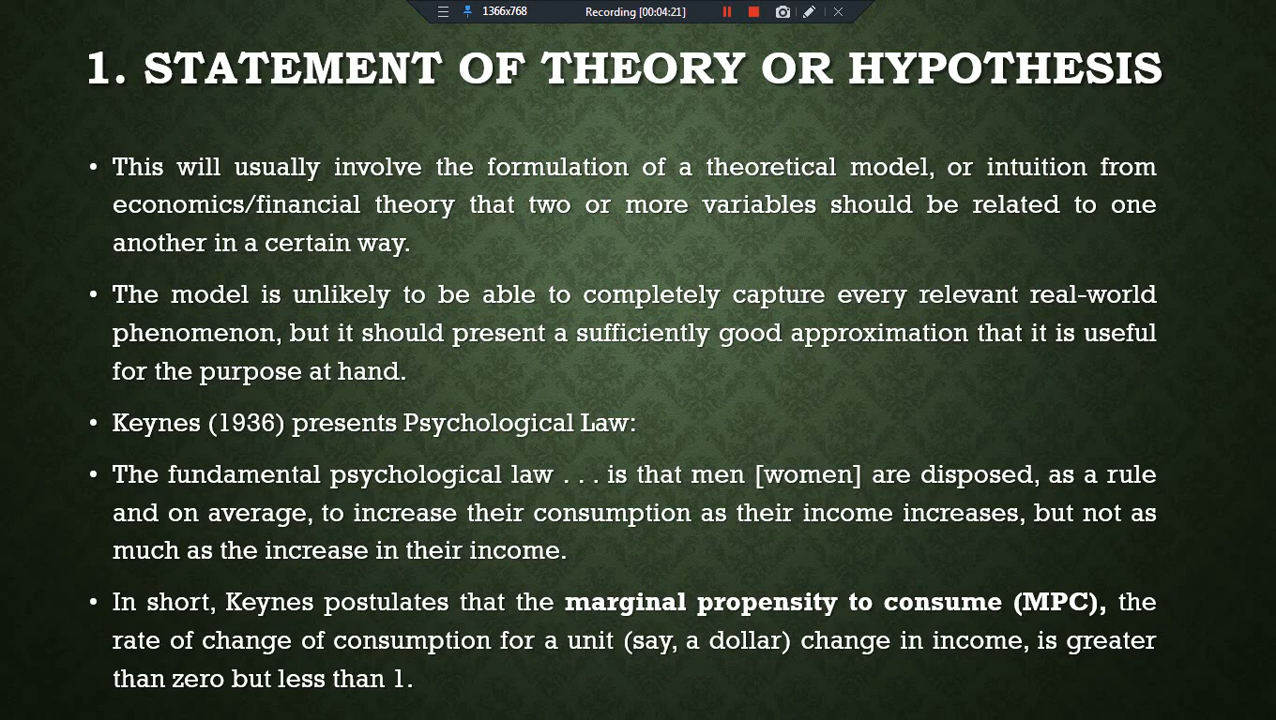 1366x768 Recording [00:04:21]
1. STATEMENT OF THEORY OR HYPOTHESIS
• This will usually involve the formulation of a theoretical model, or intuition from
economics/financial theory that two or more variables should be related to one
another in a certain way.
• The model is unlikely to be able to completely capture every relevant real-world
phenomenon, but it should present a sufficiently good approximation that it is useful
for the purpose at hand.
• Keynes (1936) presents Psychological Law:
• The fundamental psychological law . . . is that men [women] are disposed, as a rule
and on average, to increase their consumption as their income increases, but not as
much as the increase in their income.
• In short, Keynes postulates that the marginal propensity to consume (MPC), the
rate of change of consumption for a unit (say, a dollar) change in income, is greater
than zero but less than 1.